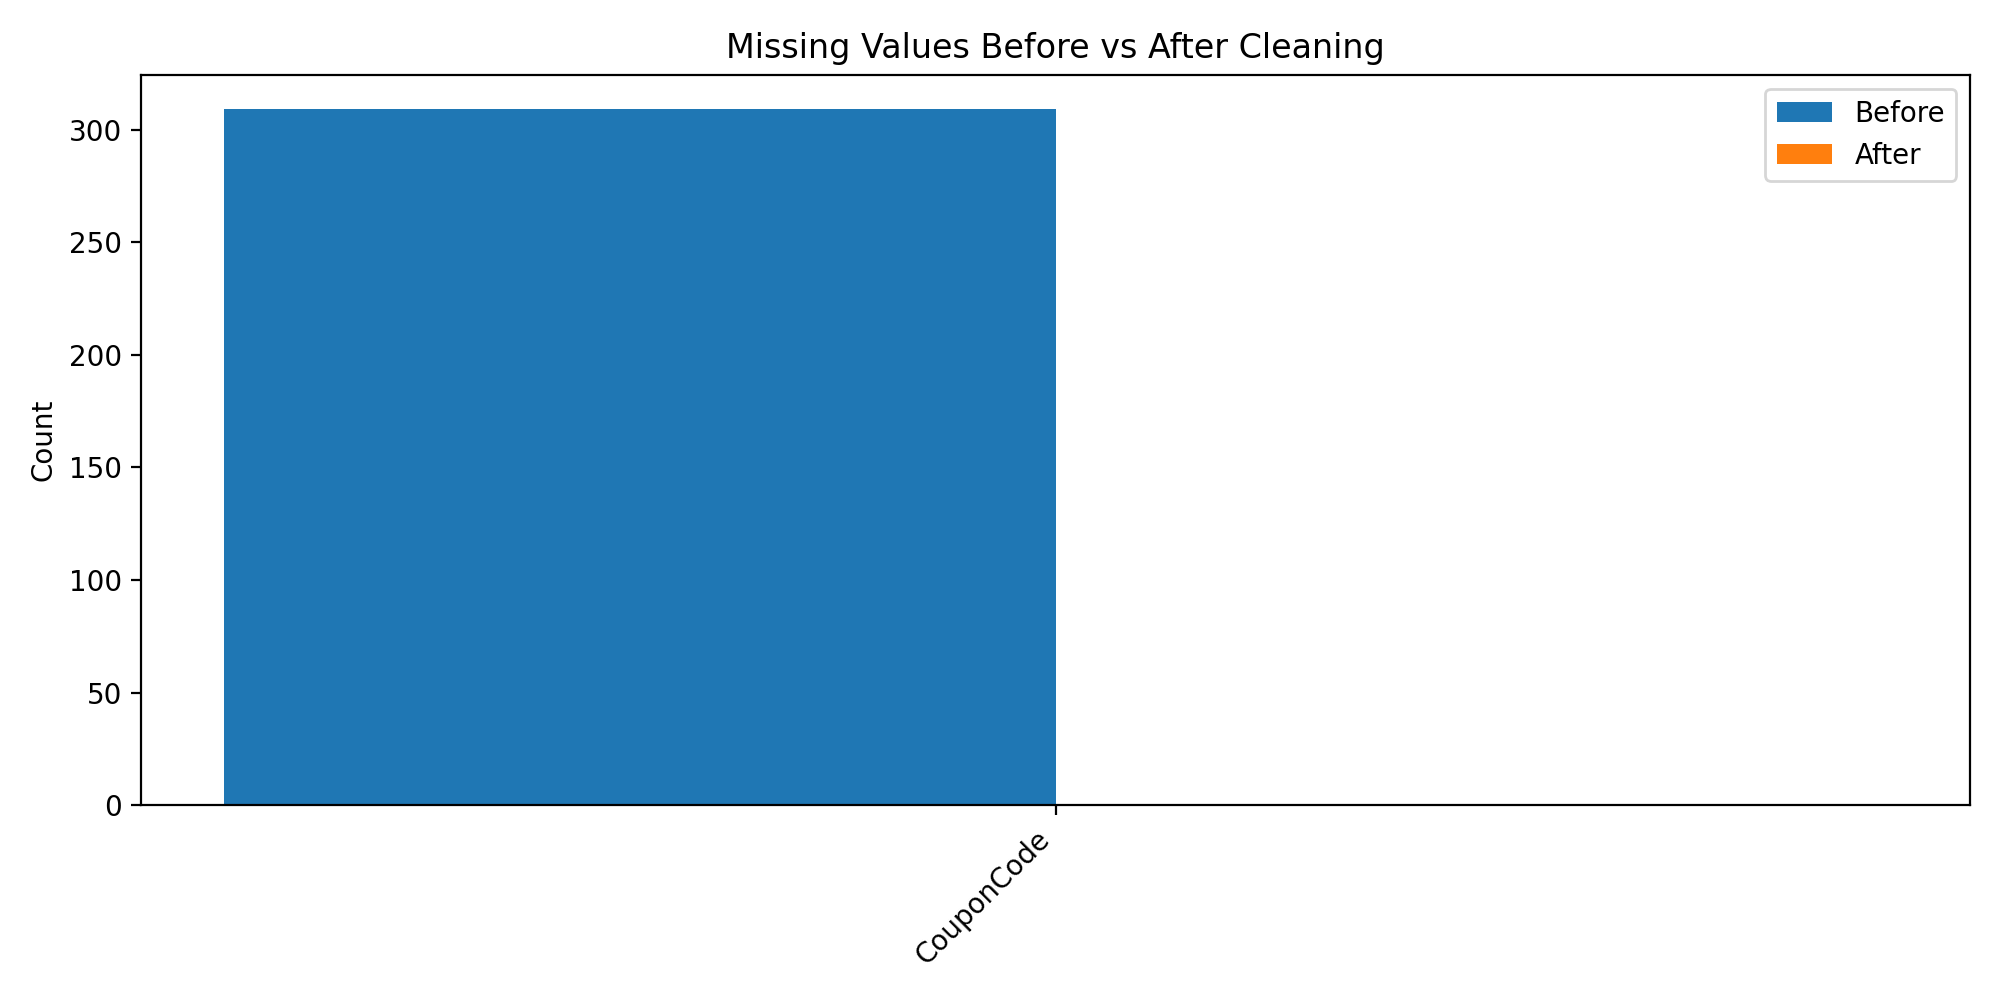 Missing Values Before vs After Cleaning
Before
After
300
250
200
150
100
50
0
Count
CouponCode